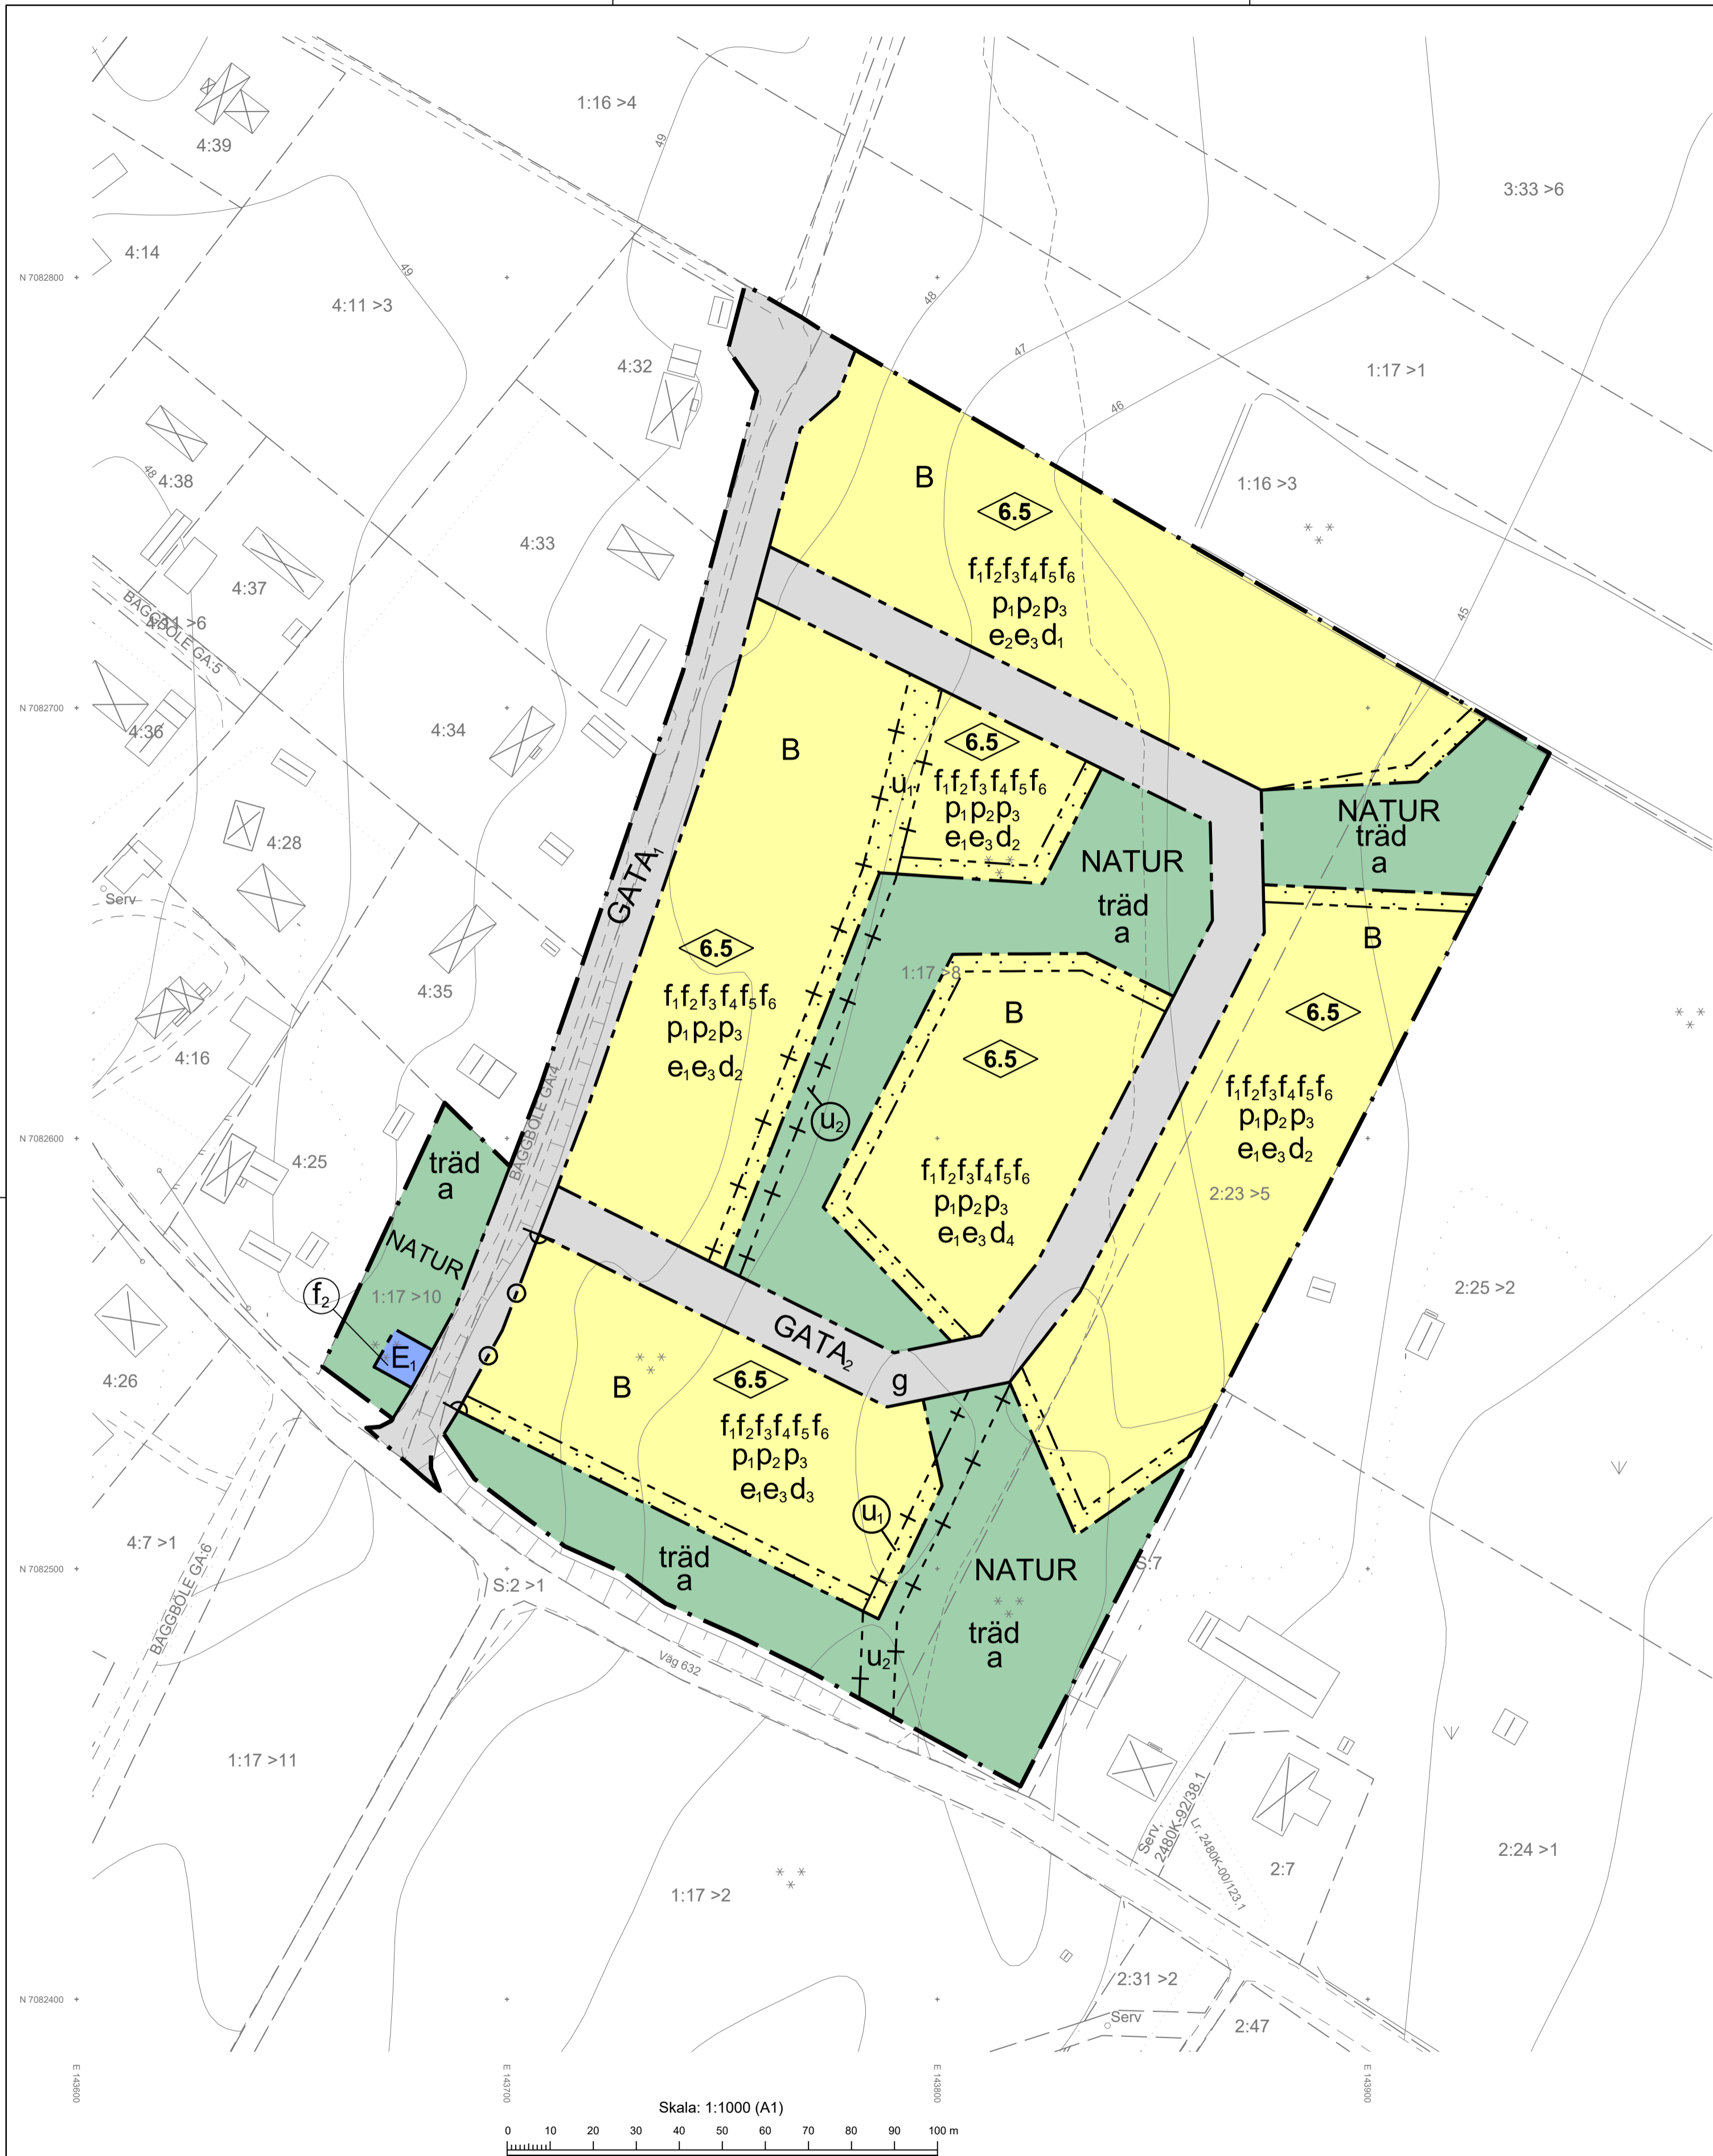 1:16 >4
49
4:39
3:33 >6
4:14
49
N 7082800
4:11 >3
48
47
4:32
1:17 >1
46
B
48
4:38
1:16 >3
6.5
4:33
f₁f₂f₃f₄f₅f₆
4:37
p₁p₂p₃
BAGGBÖLE GA:5
45
e₂e₃d₁
N 7082700
4:36
4:34
B
6.5
u₁
f₁f₂f₃f₄f₅f₆
p₁p₂p₃
e₁e₃d₂
NATUR
träd
a
4:28
NATUR
träd
a
GATA₁
Serv
B
6.5
1:17 >8
4:35
f₁f₂f₃f₄f₅f₆
p₁p₂p₃
e₁e₃d₂
B
6.5
6.5
4:16
BAGGBÖLE GA:4
f₁f₂f₃f₄f₅f₆
p₁p₂p₃
e₁e₃d₂
u₂
N 7082600
4:25
träd
a
f₁f₂f₃f₄f₅f₆
p₁p₂p₃
e₁e₃d₄
2:23 >5
NATUR
f₂
1:17 >10
2:25 >2
E₁
GATA₂
4:26
g
B
6.5
f₁f₂f₃f₄f₅f₆
p₁p₂p₃
e₁e₃d₃
u₁
4:7 >1
BAGGBÖLE GA:6
träd
a
NATUR
S:7
N 7082500
S:2 >1
träd
a
u₂
Väg 632
1:17 >11
Serv,
2480K-92/38.1
Lr, 2480K-00/123.1
2:7
2:24 >1
1:17 >2
2:31 >2
N 7082400
Serv
2:47
E 143600
E 143700
E 143800
E 143900
Skala: 1:1000 (A1)
0 10 20 30 40 50 60 70 80 90 100 m